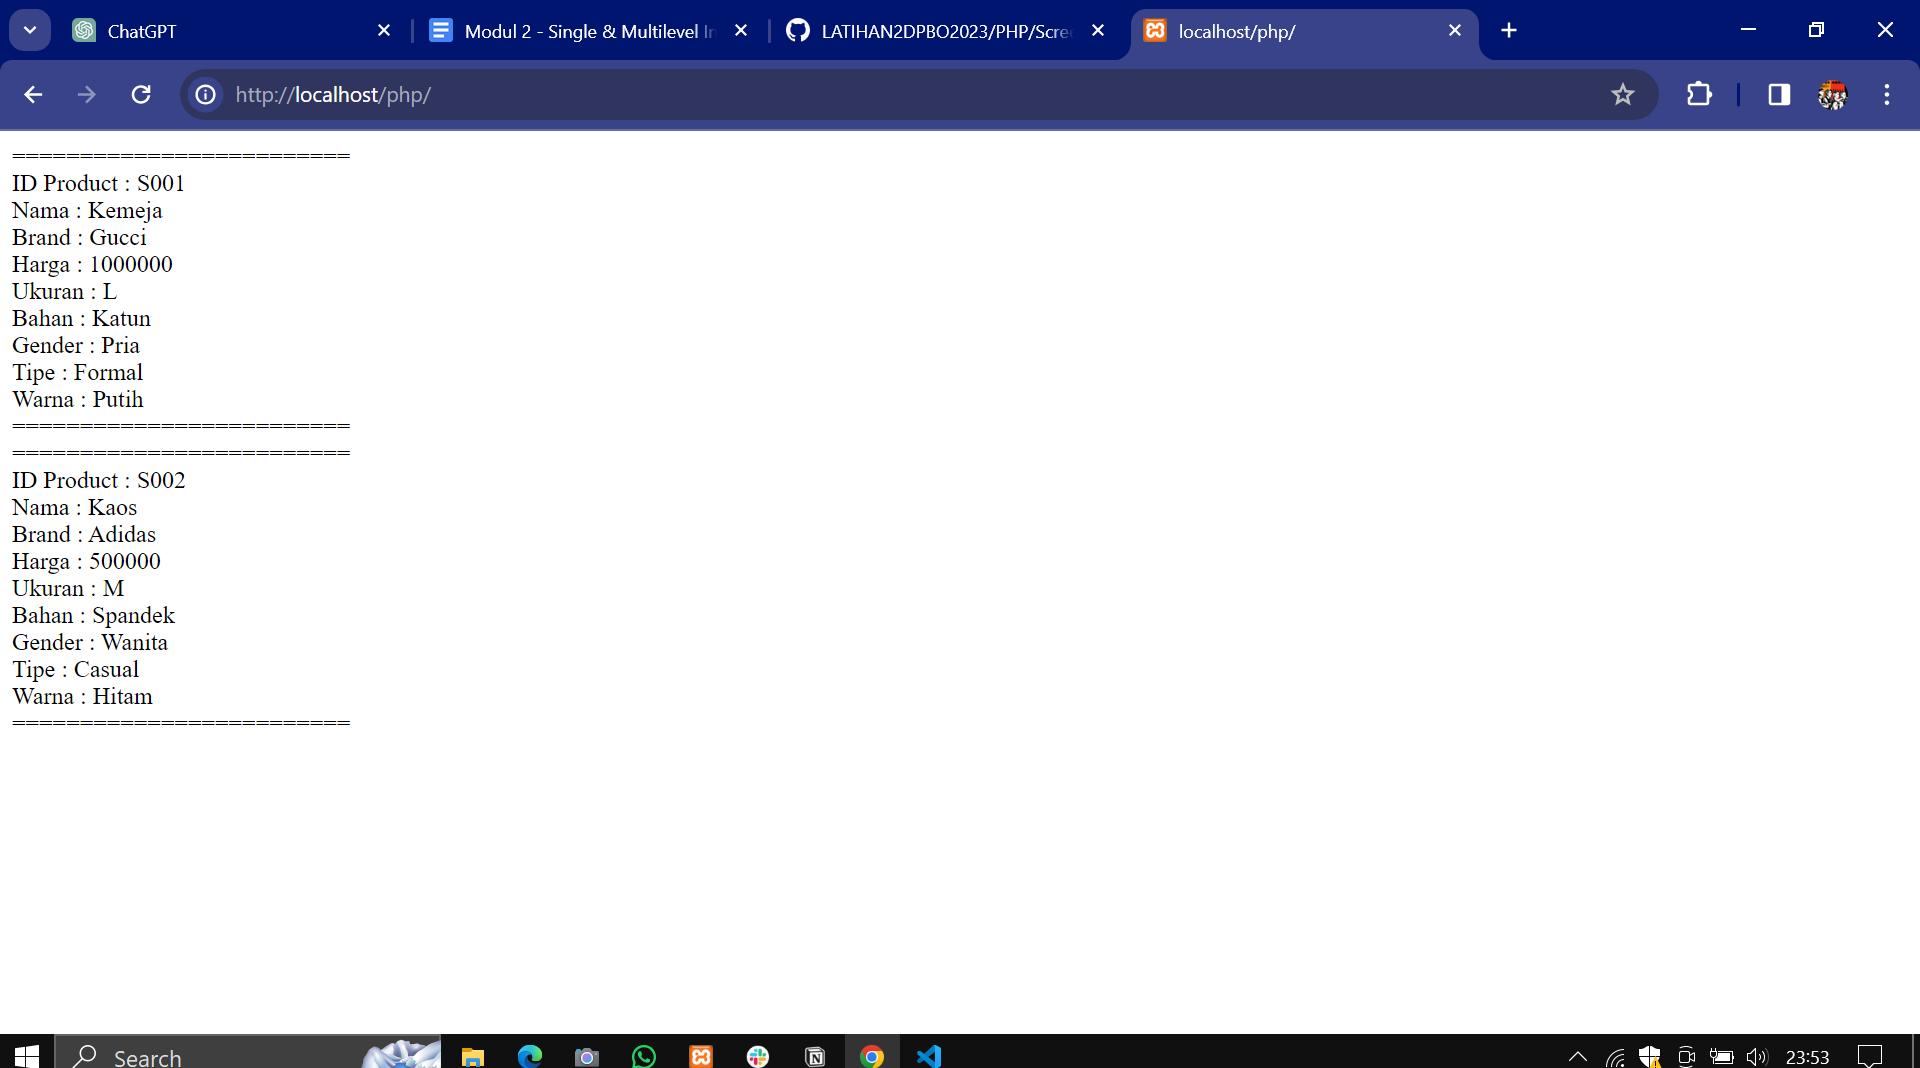 ChatGPT
Modul 2 - Single & Multilevel In
LATIHAN2DPBO2023/PHP/Scree
localhost/php/
http://localhost/php/
=========================
ID Product : S001
Nama : Kemeja
Brand : Gucci
Harga : 1000000
Ukuran : L
Bahan : Katun
Gender : Pria
Tipe : Formal
Warna : Putih
=========================
=========================
ID Product : S002
Nama : Kaos
Brand : Adidas
Harga : 500000
Ukuran : M
Bahan : Spandek
Gender : Wanita
Tipe : Casual
Warna : Hitam
=========================
Search
23:53